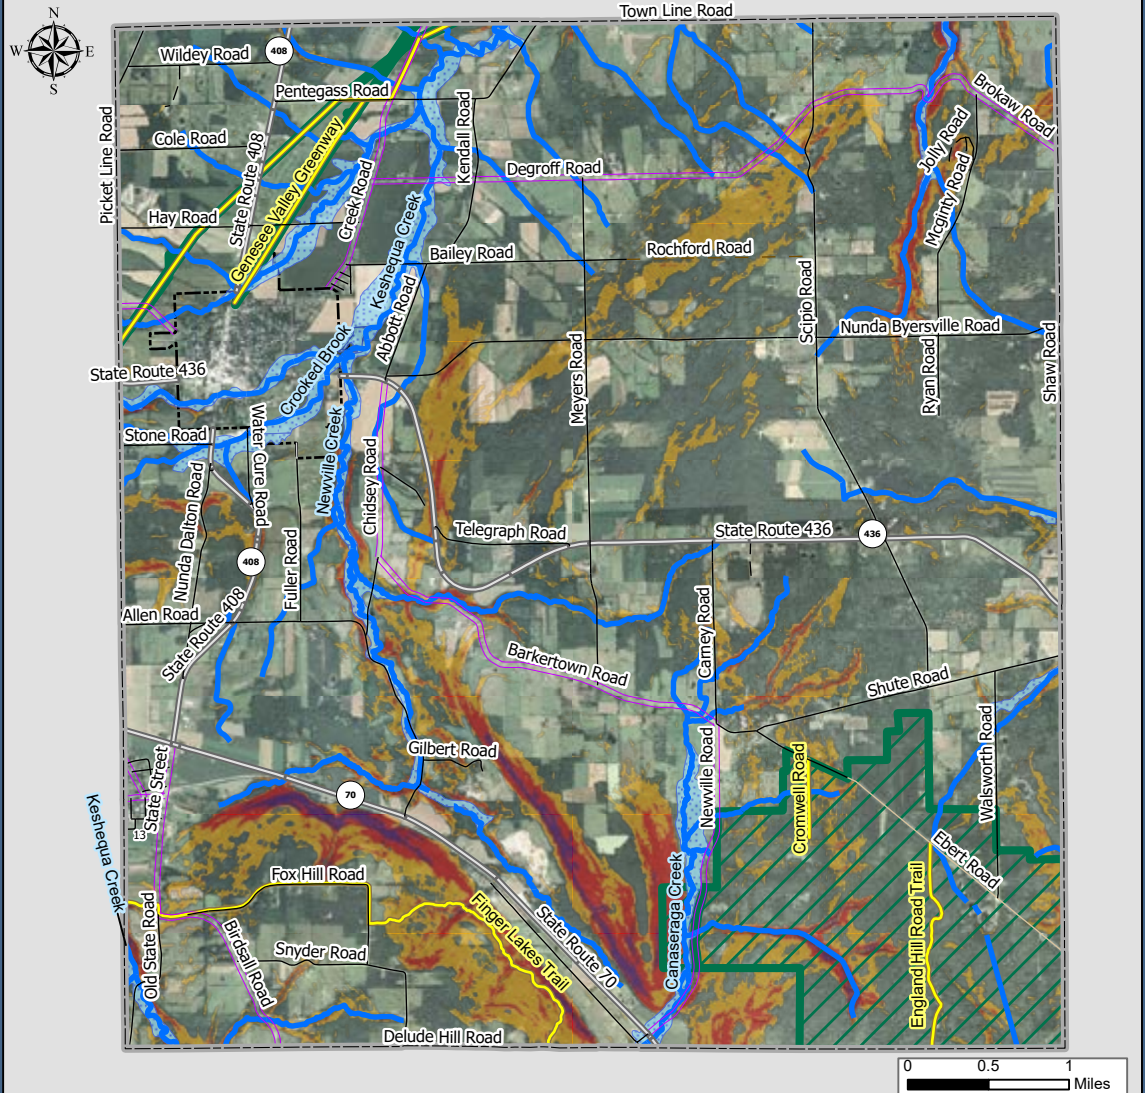 Town Line Road
N
W
E
S
Wildey Road
408
Pentegass Road
Brokaw Road
Picket Line Road
Cole Road
State Route 408
Genesee Valley Greenway
Creek Road
Kendall Road
Degroff Road
Jolly Road
Mcginty Road
Hay Road
Keshequa Creek
Bailey Road
Rochford Road
Abbott Road
Scipio Road
Nunda Byersville Road
Crooked Brook
Meyers Road
Ryan Road
Shaw Road
State Route 436
Stone Road
Water Cure Road
Newville Creek
Chidsey Road
Nunda Dalton Road
Fuller Road
Telegraph Road
State Route 436
436
408
Allen Road
State Route 408
Carney Road
Barkertown Road
Shute Road
Gilbert Road
Newville Road
Cromwell Road
Walsworth Road
State Street
70
Keshequa Creek
13
Ebert Road
Fox Hill Road
Canaseraga Creek
England Hill Road Trail
Finger Lakes Trail
State Route 70
Old State Road
Birdsall Road
Snyder Road
Delude Hill Road
0 0.5 1
Miles